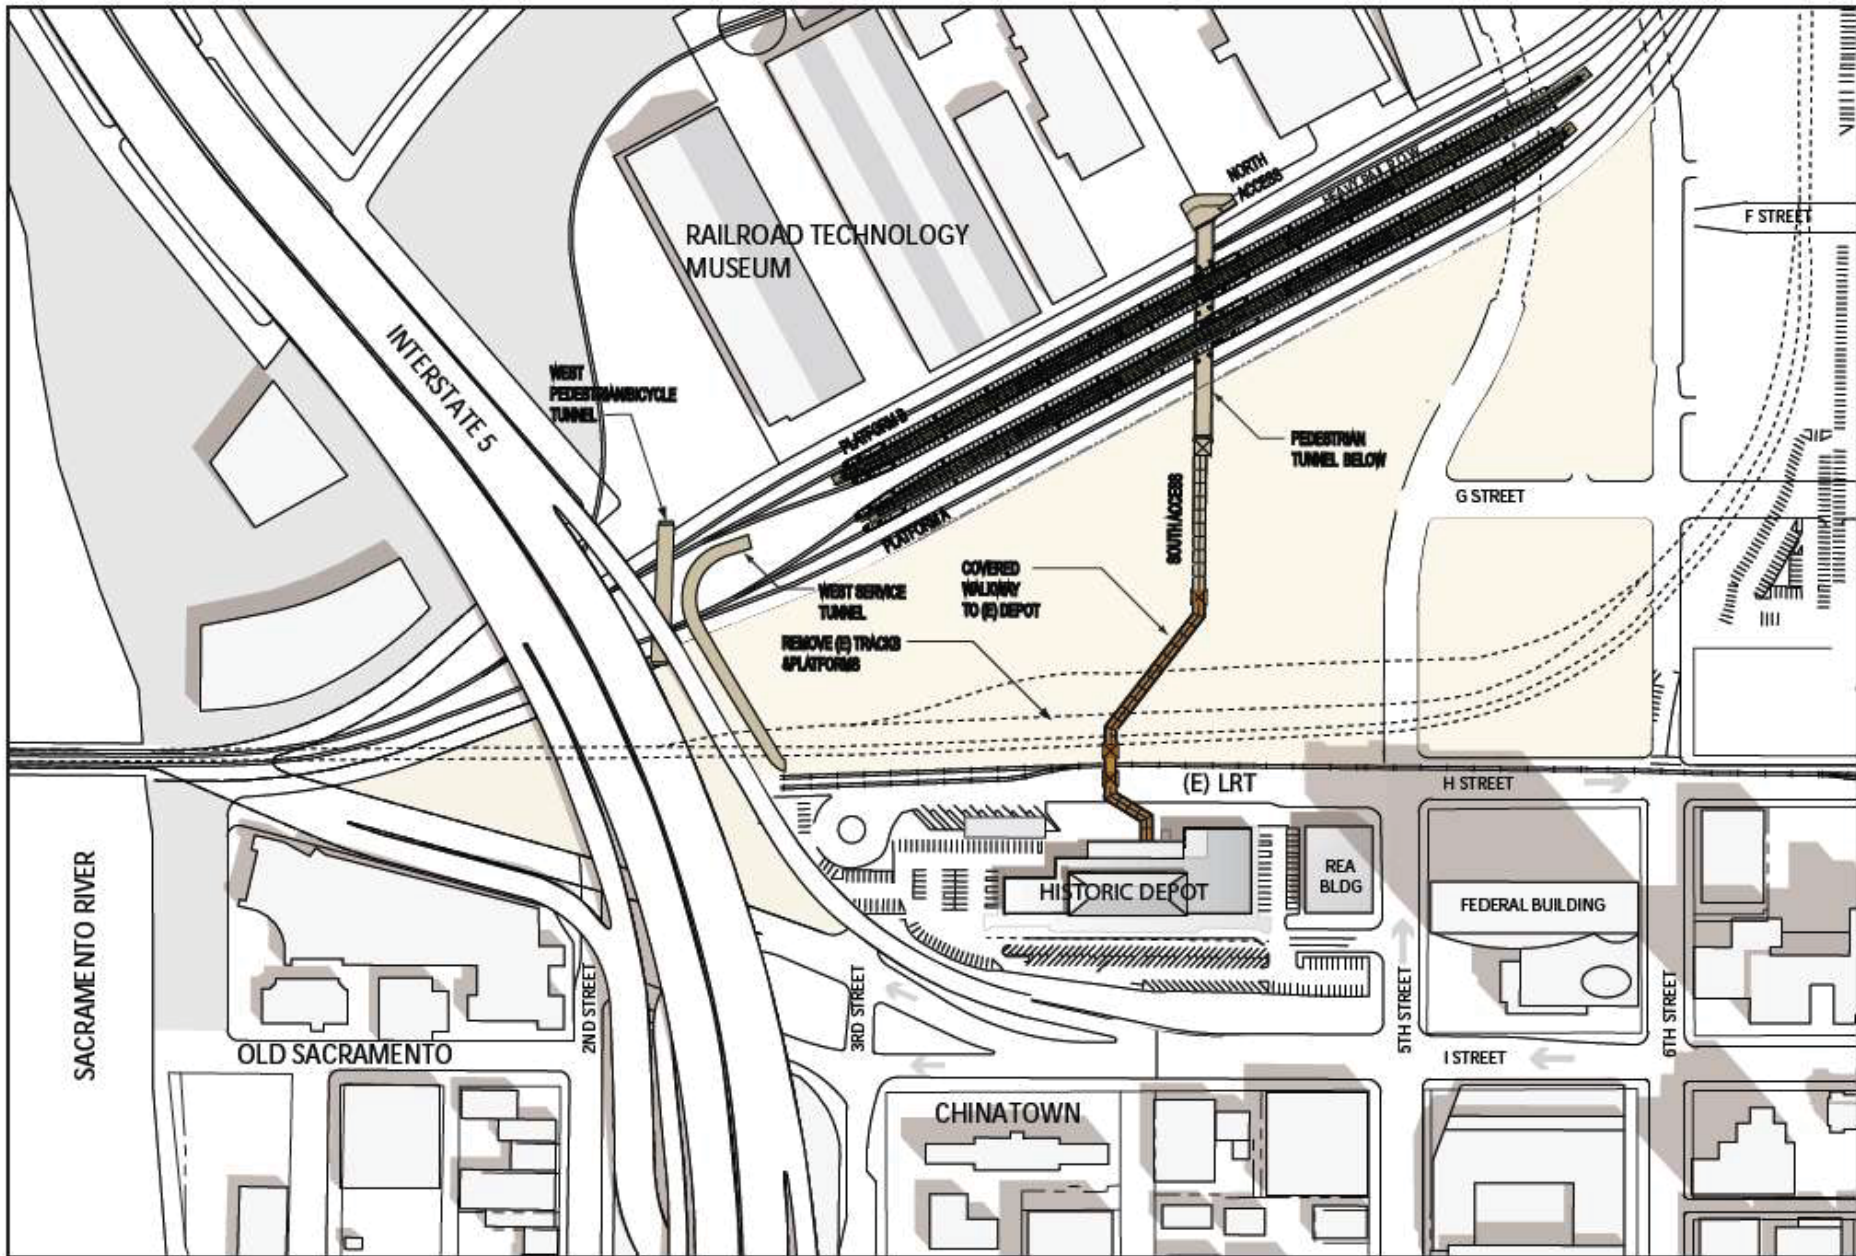 NORTH
ACCESS
HEAVY RAIL R.O.W.
F STREET
RAILROAD TECHNOLOGY
MUSEUM
INTERSTATE 5
WEST
PEDESTRIAN/BICYCLE
TUNNEL
PLATFORM B
PEDESTRIAN
TUNNEL BELOW
SOUTH ACCESS
G STREET
PLATFORM A
COVERED
WALKWAY
TO (E) DEPOT
WEST SERVICE
TUNNEL
REMOVE (E) TRACKS
&PLATFORMS
(E) LRT
H STREET
HISTORIC DEPOT
REA
BLDG
FEDERAL BUILDING
SACRAMENTO RIVER
2ND STREET
3RD STREET
5TH STREET
6TH STREET
OLD SACRAMENTO
I STREET
CHINATOWN